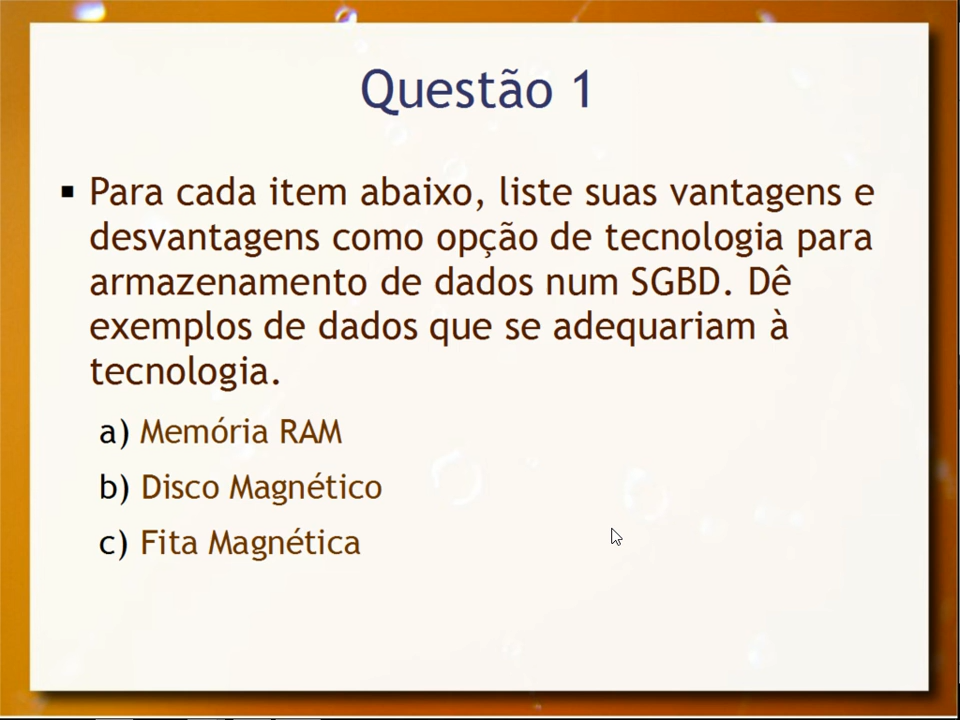 Questão 1
▪ Para cada item abaixo, liste suas vantagens e
desvantagens como opção de tecnologia para
armazenamento de dados num SGBD. Dê
exemplos de dados que se adequariam à
tecnologia.
a) Memória RAM
b) Disco Magnético
c) Fita Magnética